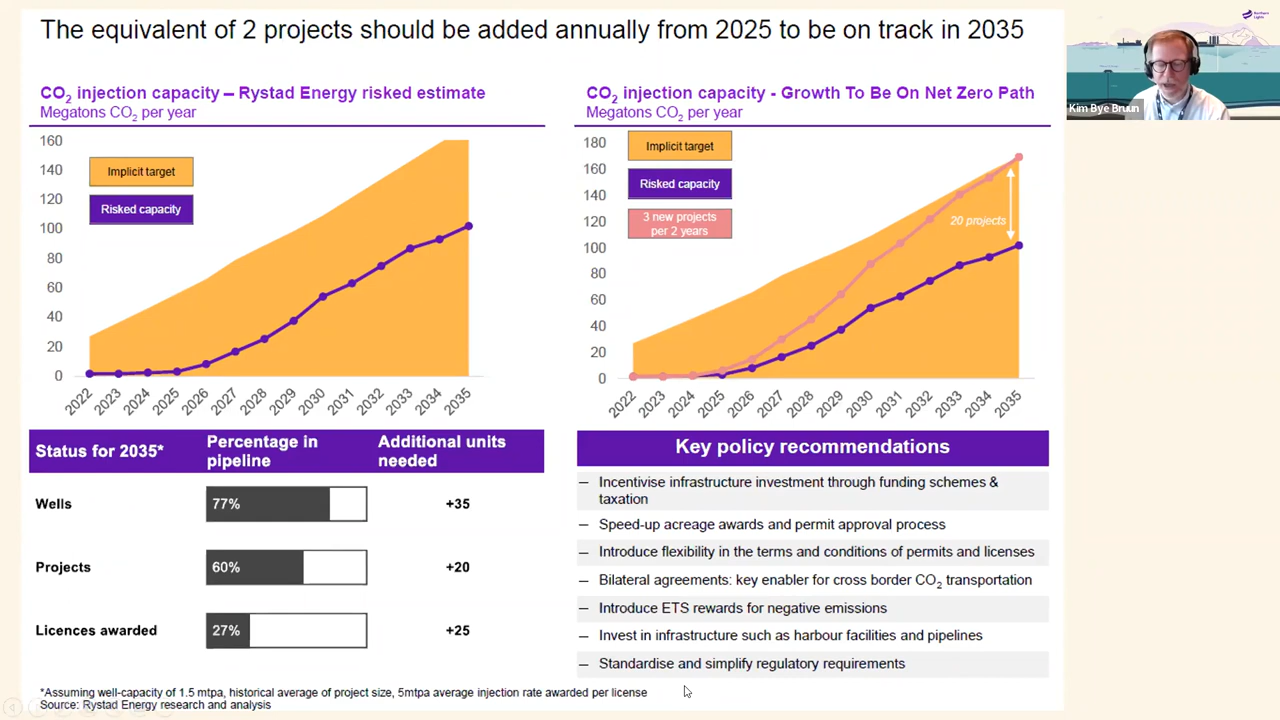 The equivalent of 2 projects should be added annually from 2025 to be on track in 2035
CO2 injection capacity – Rystad Energy risked estimate
Megatons CO2 per year
160
140
120
100
80
60
40
20
0
Implicit target
Risked capacity
2022
2023
2024
2025
2026
2027
2028
2029
2030
2031
2032
2033
2034
2035
CO2 injection capacity - Growth To Be On Net Zero Path
Megatons CO2 per year
180
160
140
120
100
80
60
40
20
0
Implicit target
Risked capacity
3 new projects
per 2 years
20 projects
2022
2023
2024
2025
2026
2027
2028
2029
2030
2031
2032
2033
2034
2035
Status for 2035*
Percentage in
pipeline
Additional units
needed
Wells
77%
+35
Projects
60%
+20
Licences awarded
27%
+25
Key policy recommendations
– Incentivise infrastructure investment through funding schemes &
taxation
– Speed-up acreage awards and permit approval process
– Introduce flexibility in the terms and conditions of permits and licenses
– Bilateral agreements: key enabler for cross border CO2 transportation
– Introduce ETS rewards for negative emissions
– Invest in infrastructure such as harbour facilities and pipelines
– Standardise and simplify regulatory requirements
*Assuming well-capacity of 1.5 mtpa, historical average of project size, 5mtpa average injection rate awarded per license
Source: Rystad Energy research and analysis
Northern
Lights
Kim Bye Bruun